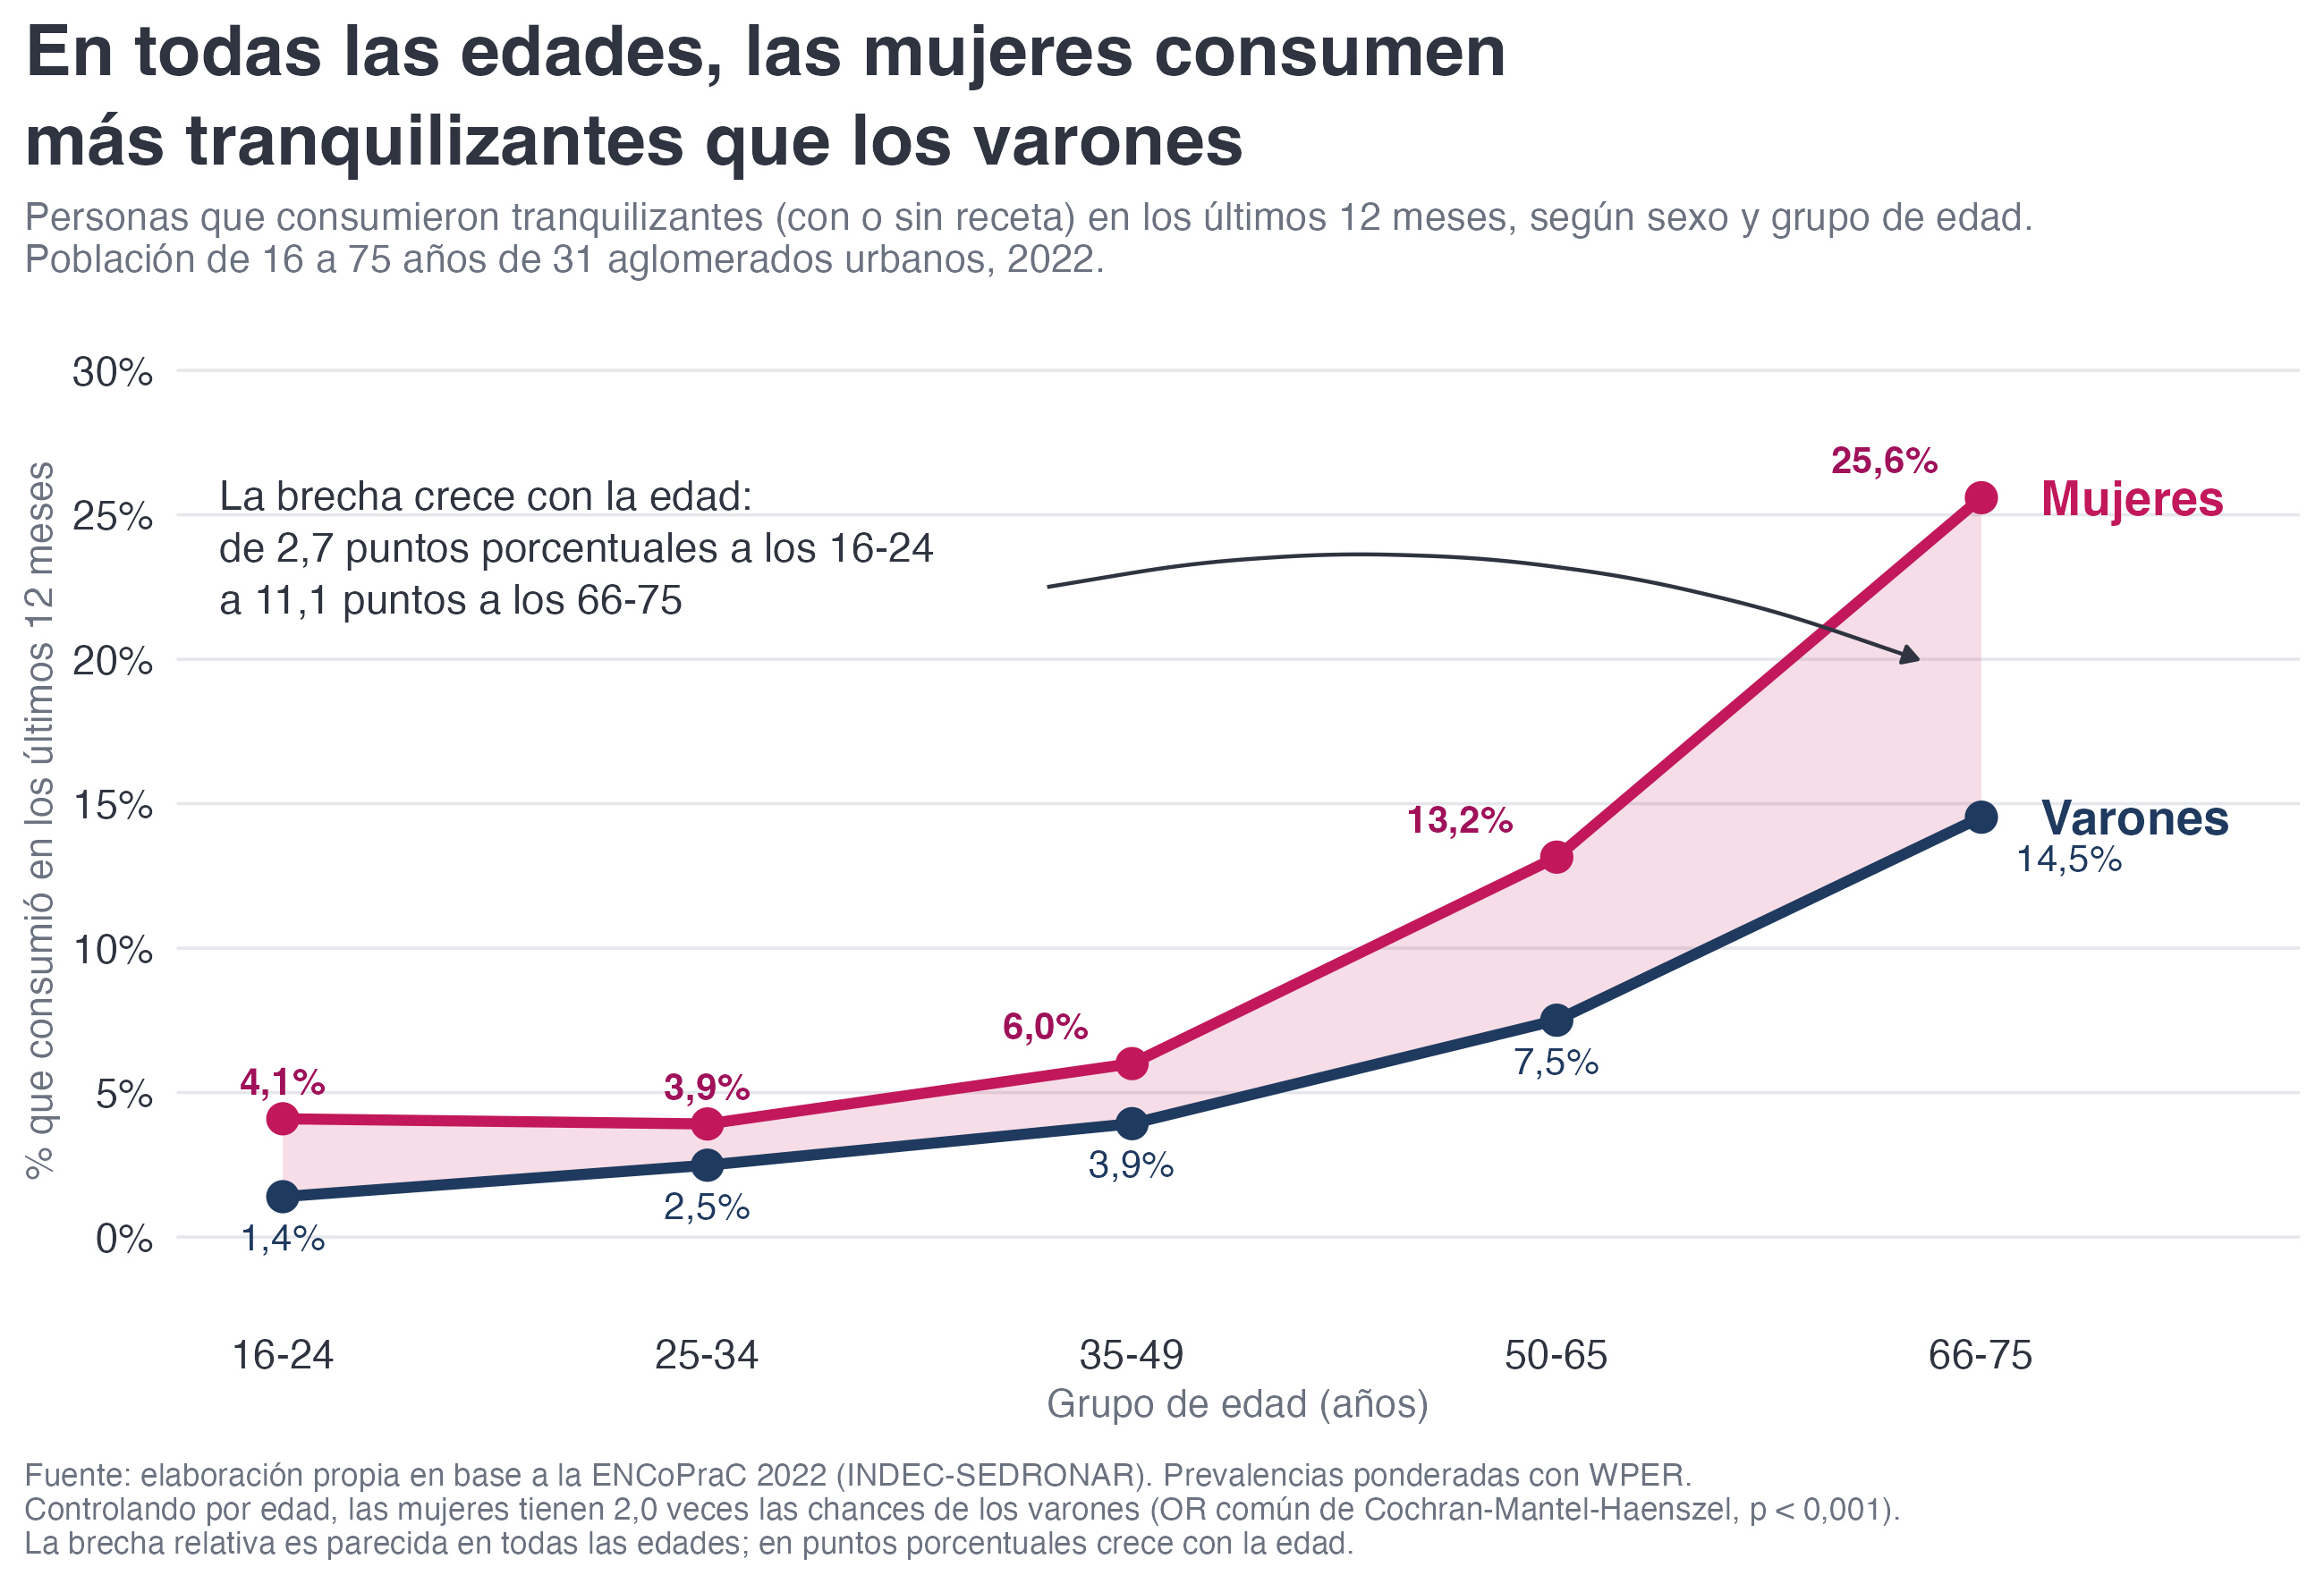 En todas las edades, las mujeres consumen
más tranquilizantes que los varones
Personas que consumieron tranquilizantes (con o sin receta) en los últimos 12 meses, según sexo y grupo de edad.
Población de 16 a 75 años de 31 aglomerados urbanos, 2022.
% que consumió en los últimos 12 meses
30%
25%
20%
15%
10%
5%
0%
La brecha crece con la edad:
de 2,7 puntos porcentuales a los 16-24
a 11,1 puntos a los 66-75
25,6%
Mujeres
13,2%
Varones
14,5%
6,0%
7,5%
4,1%
3,9%
3,9%
2,5%
1,4%
16-24
25-34
35-49
50-65
66-75
Grupo de edad (años)
Fuente: elaboración propia en base a la ENCoPraC 2022 (INDEC-SEDRONAR). Prevalencias ponderadas con WPER.
Controlando por edad, las mujeres tienen 2,0 veces las chances de los varones (OR común de Cochran-Mantel-Haenszel, p < 0,001).
La brecha relativa es parecida en todas las edades; en puntos porcentuales crece con la edad.